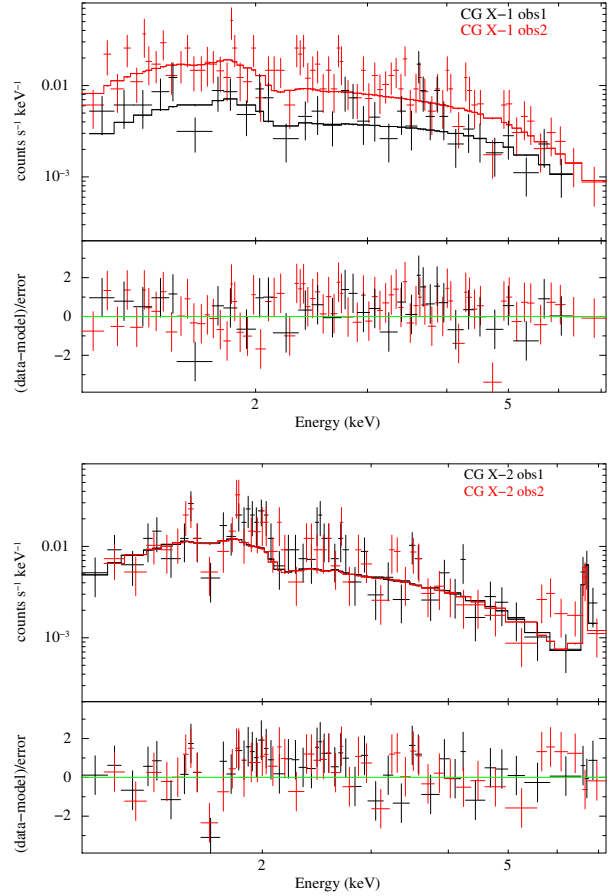 CG X−1 obs1
CG X−1 obs2
0.01
10⁻³
counts s⁻¹ keV⁻¹
2
0
−2
(data−model)/error
2
5
Energy (keV)
CG X−2 obs1
CG X−2 obs2
0.01
10⁻³
counts s⁻¹ keV⁻¹
2
0
−2
(data−model)/error
2
5
Energy (keV)